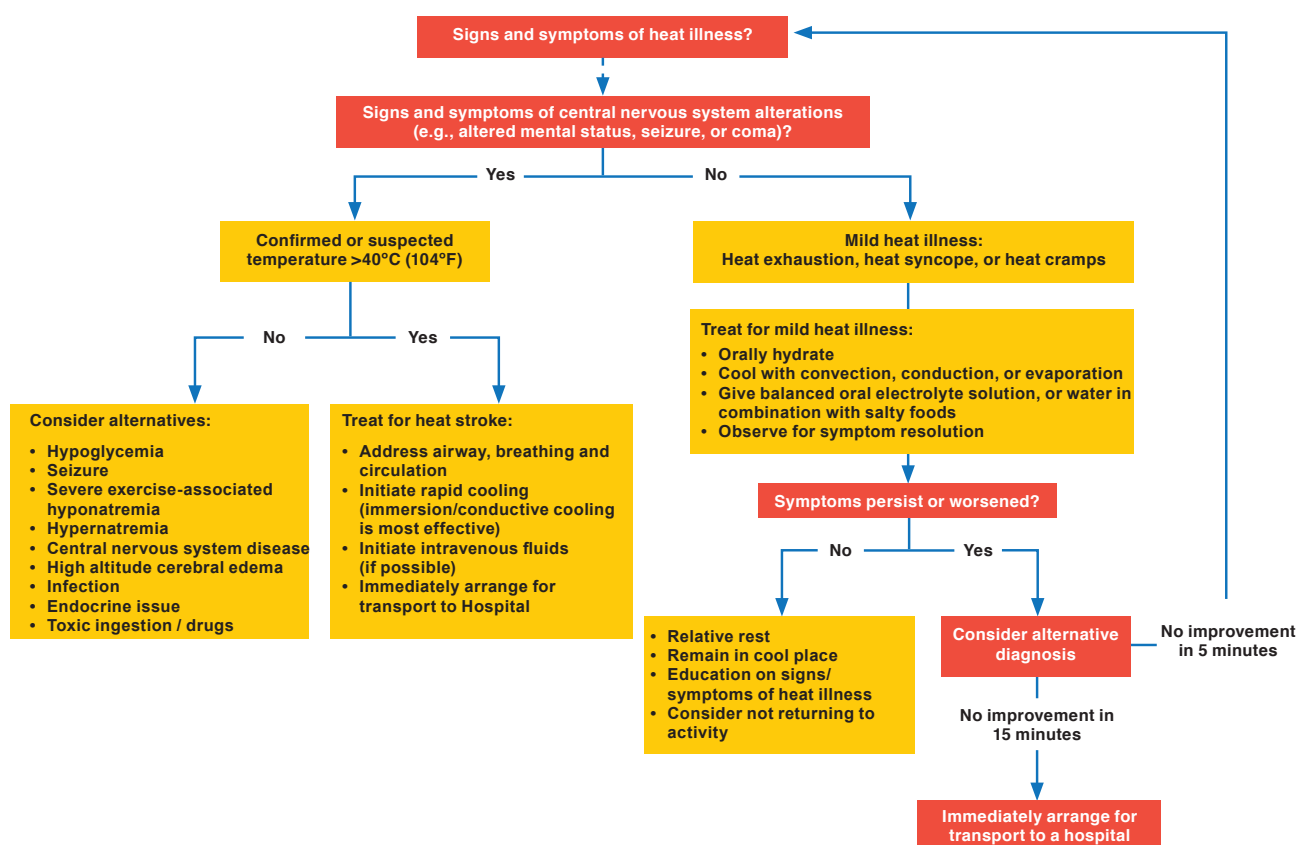 Signs and symptoms of heat illness?
Signs and symptoms of central nervous system alterations
(e.g., altered mental status, seizure, or coma)?
Yes
No
Confirmed or suspected
temperature >40ºC (104ºF)
Mild heat illness:
Heat exhaustion, heat syncope, or heat cramps
No
Yes
Treat for mild heat illness:
• Orally hydrate
• Cool with convection, conduction, or evaporation
• Give balanced oral electrolyte solution, or water in
combination with salty foods
• Observe for symptom resolution
Consider alternatives:
• Hypoglycemia
• Seizure
• Severe exercise-associated
hyponatremia
• Hypernatremia
• Central nervous system disease
• High altitude cerebral edema
• Infection
• Endocrine issue
• Toxic ingestion / drugs
Treat for heat stroke:
• Address airway, breathing and
circulation
• Initiate rapid cooling
(immersion/conductive cooling
is most effective)
• Initiate intravenous fluids
(if possible)
• Immediately arrange for
transport to Hospital
Symptoms persist or worsened?
No
Yes
• Relative rest
• Remain in cool place
• Education on signs/
symptoms of heat illness
• Consider not returning to
activity
Consider alternative
diagnosis
No improvement
in 5 minutes
No improvement in
15 minutes
Immediately arrange for
transport to a hospital